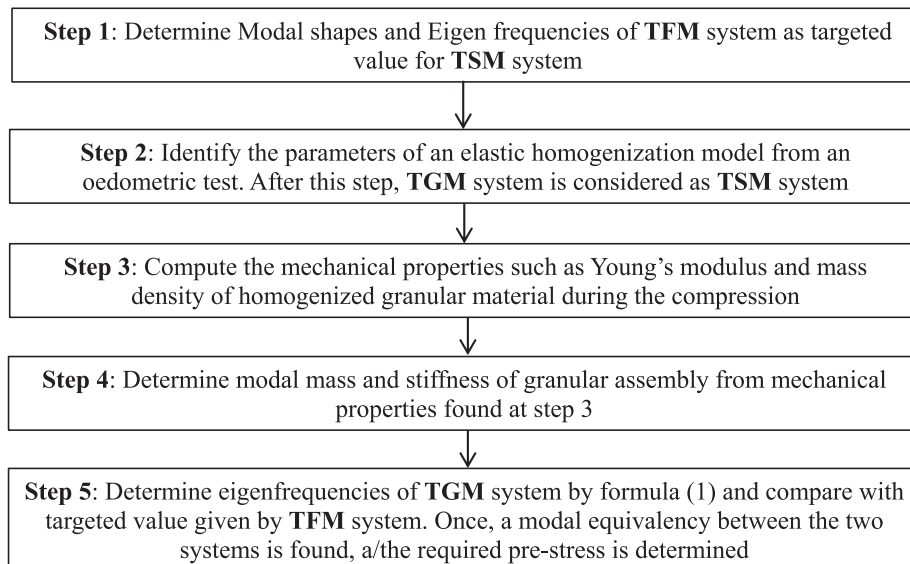 Step 1: Determine Modal shapes and Eigen frequencies of TFM system as targeted
value for TSM system
Step 2: Identify the parameters of an elastic homogenization model from an
oedometric test. After this step, TGM system is considered as TSM system
Step 3: Compute the mechanical properties such as Young's modulus and mass
density of homogenized granular material during the compression
Step 4: Determine modal mass and stiffness of granular assembly from mechanical
properties found at step 3
Step 5: Determine eigenfrequencies of TGM system by formula (1) and compare with
targeted value given by TFM system. Once, a modal equivalency between the two
systems is found, a/the required pre-stress is determined